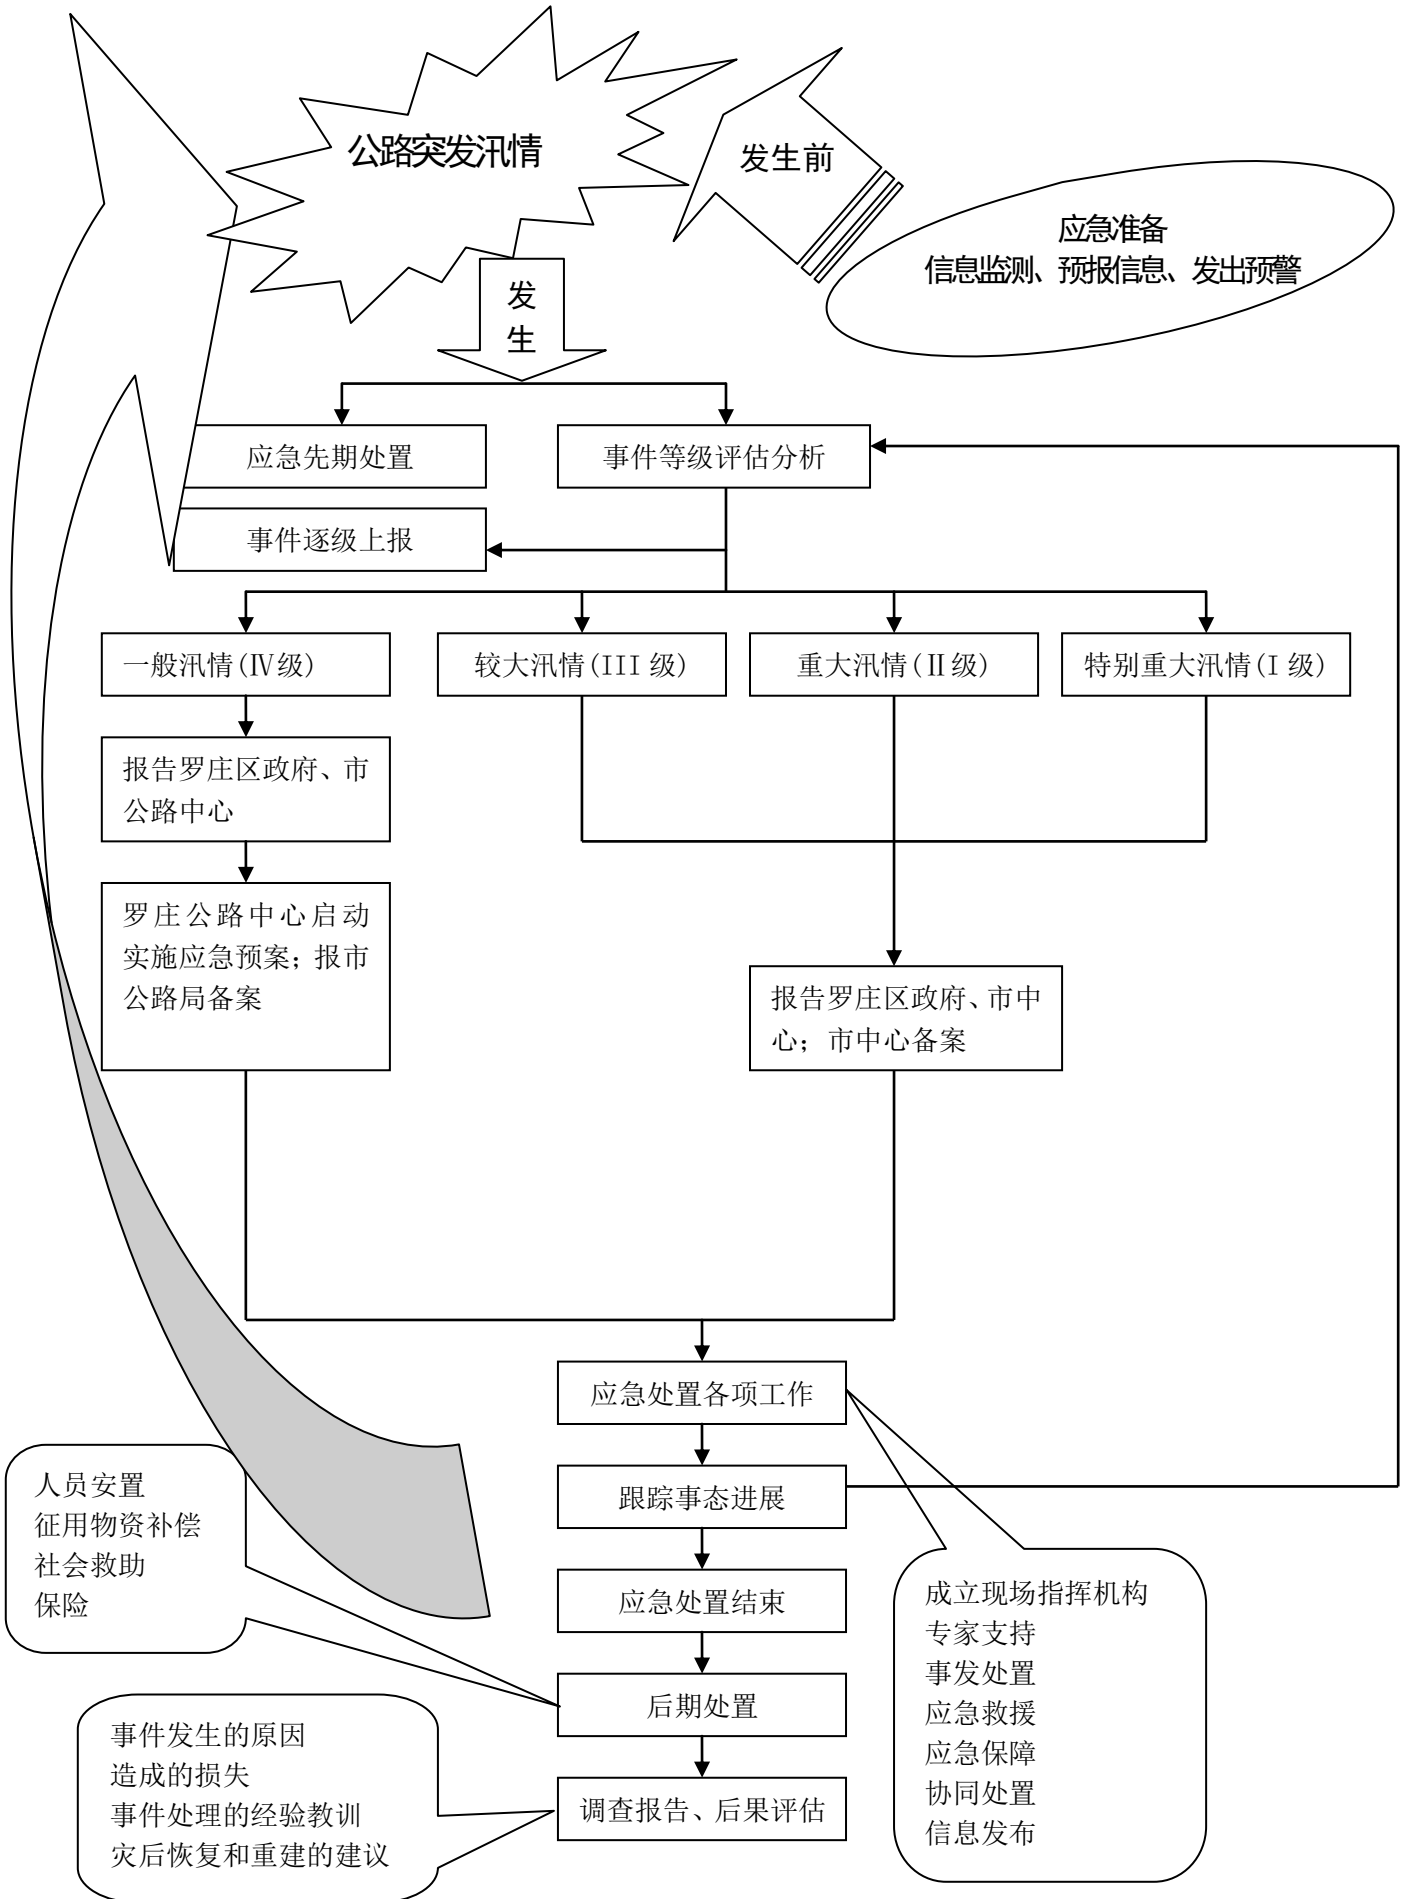 公路突发汛情
发生前
应急准备
信息监测、预报信息、发出预警
发
生
应急先期处置
事件等级评估分析
事件逐级上报
一般汛情(Ⅳ级)
较大汛情(III 级)
重大汛情(Ⅱ级)
特别重大汛情(I 级)
报告罗庄区政府、市
公路中心
罗庄公路中心启动
实施应急预案；报市
公路局备案
报告罗庄区政府、市中
心；市中心备案
应急处置各项工作
跟踪事态进展
应急处置结束
后期处置
调查报告、后果评估
人员安置
征用物资补偿
社会救助
保险
事件发生的原因
造成的损失
事件处理的经验教训
灾后恢复和重建的建议
成立现场指挥机构
专家支持
事发处置
应急救援
应急保障
协同处置
信息发布